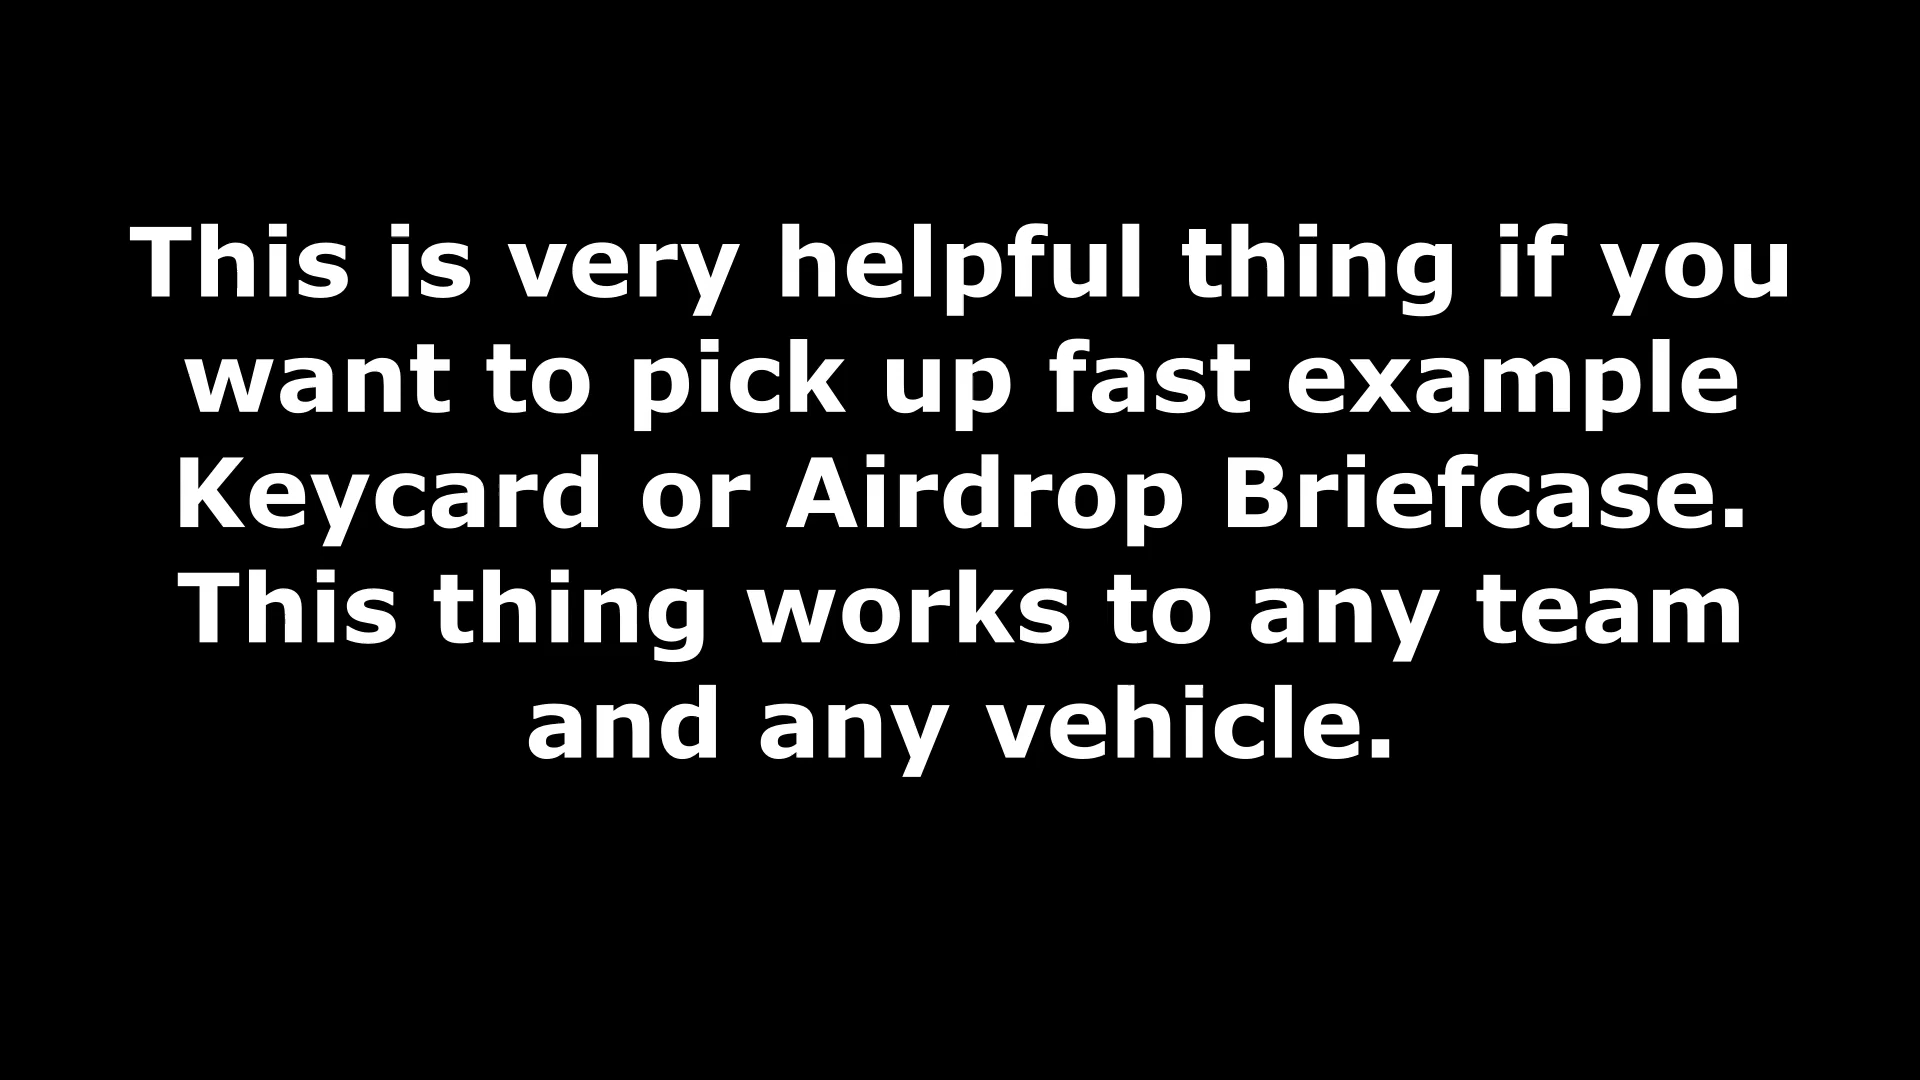 This is very helpful thing if you
want to pick up fast example
Keycard or Airdrop Briefcase.
This thing works to any team
and any vehicle.